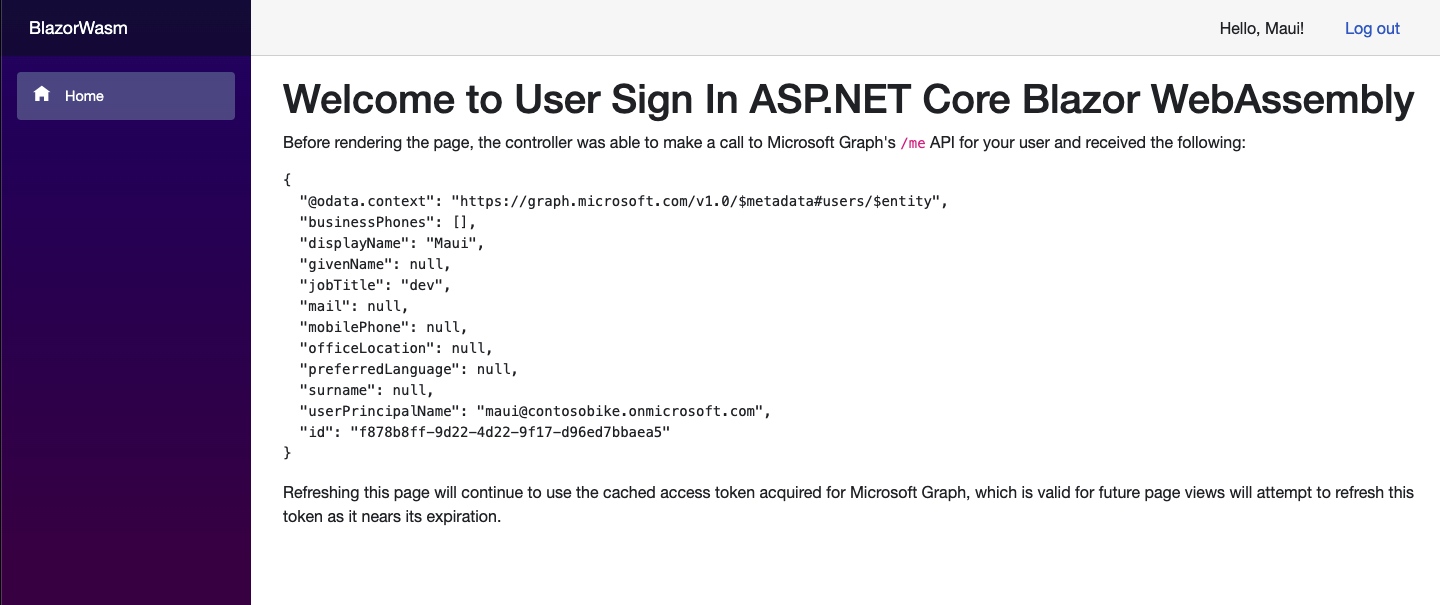 BlazorWasm
Hello, Maui!
Log out
Home
Welcome to User Sign In ASP.NET Core Blazor WebAssembly
Before rendering the page, the controller was able to make a call to Microsoft Graph's /me API for your user and received the following:
{
  "@odata.context": "https://graph.microsoft.com/v1.0/$metadata#users/$entity",
  "businessPhones": [],
  "displayName": "Maui",
  "givenName": null,
  "jobTitle": "dev",
  "mail": null,
  "mobilePhone": null,
  "officeLocation": null,
  "preferredLanguage": null,
  "surname": null,
  "userPrincipalName": "maui@contosobike.onmicrosoft.com",
  "id": "f878b8ff-9d22-4d22-9f17-d96ed7bbaea5"
}
Refreshing this page will continue to use the cached access token acquired for Microsoft Graph, which is valid for future page views will attempt to refresh this
token as it nears its expiration.